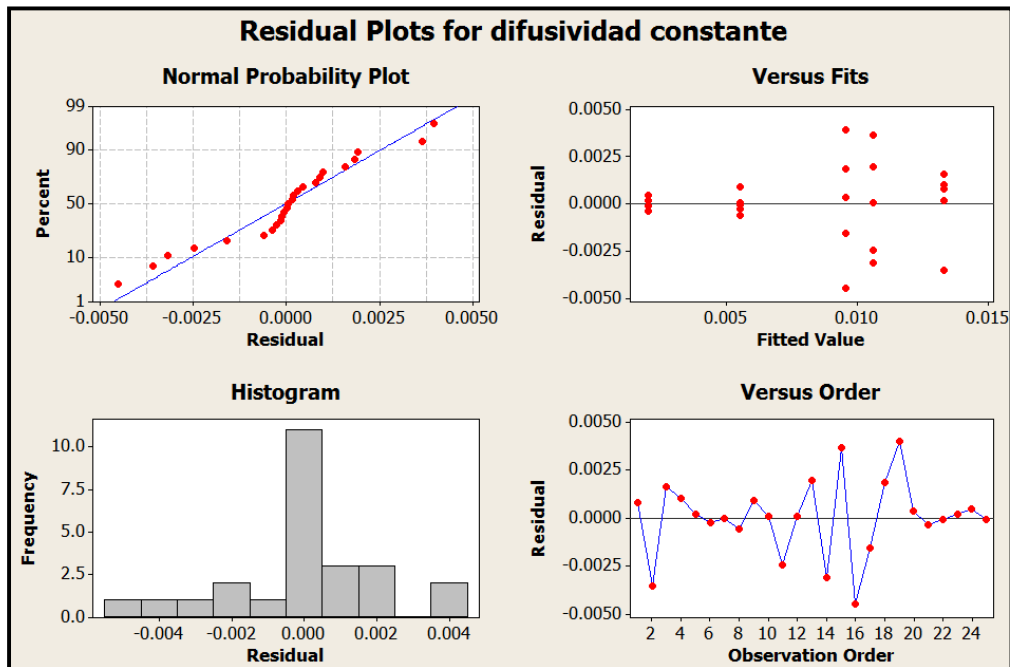 Residual Plots for difusividad constante
Normal Probability Plot
Percent
99
90
50
10
1
-0.0050 -0.0025 0.0000 0.0025 0.0050
Residual
Versus Fits
Residual
0.0050
0.0025
0.0000
-0.0025
-0.0050
0.005 0.010 0.015
Fitted Value
Histogram
Frequency
10.0
7.5
5.0
2.5
0.0
-0.004 -0.002 0.000 0.002 0.004
Residual
Versus Order
Residual
0.0050
0.0025
0.0000
-0.0025
-0.0050
2 4 6 8 10 12 14 16 18 20 22 24
Observation Order